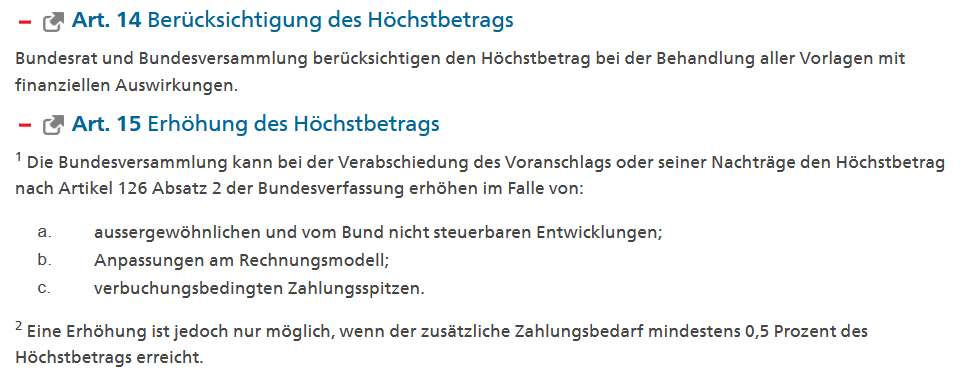 Art. 14 Berücksichtigung des Höchstbetrags
Bundesrat und Bundesversammlung berücksichtigen den Höchstbetrag bei der Behandlung aller Vorlagen mit
finanziellen Auswirkungen.
Art. 15 Erhöhung des Höchstbetrags
1 Die Bundesversammlung kann bei der Verabschiedung des Voranschlags oder seiner Nachträge den Höchstbetrag
nach Artikel 126 Absatz 2 der Bundesverfassung erhöhen im Falle von:
a. aussergewöhnlichen und vom Bund nicht steuerbaren Entwicklungen;
b. Anpassungen am Rechnungsmodell;
c. verbuchungsbedingten Zahlungsspitzen.
2 Eine Erhöhung ist jedoch nur möglich, wenn der zusätzliche Zahlungsbedarf mindestens 0,5 Prozent des
Höchstbetrags erreicht.